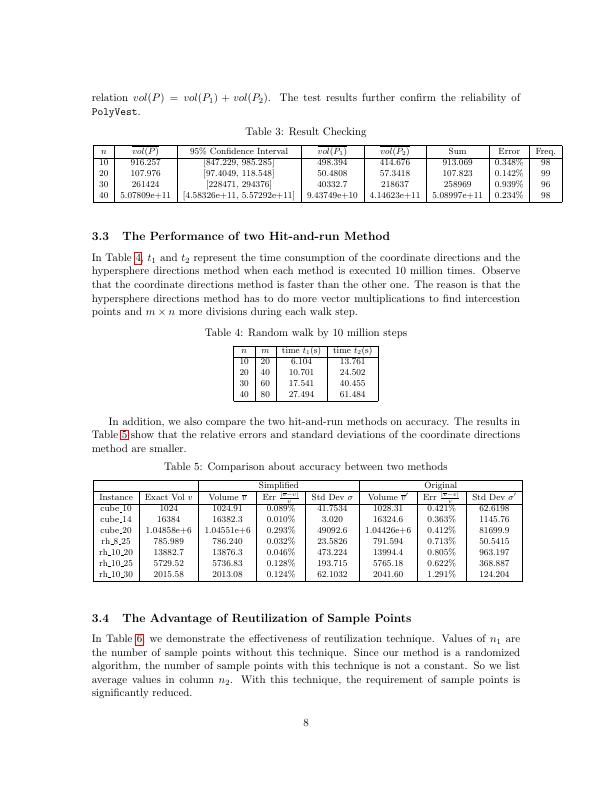 relation vol(P) = vol(P1) + vol(P2). The test results further confirm the reliability of
PolyVest.
Table 3: Result Checking
n vol(P) 95% Confidence Interval vol(P1) vol(P2) Sum Error Freq.
10 916.257 [847.229, 985.285] 498.394 414.676 913.069 0.348% 98
20 107.976 [97.4049, 118.548] 50.4808 57.3418 107.823 0.142% 99
30 261424 [228471, 294376] 40332.7 218637 258969 0.939% 96
40 5.07809e+11 [4.58326e+11, 5.57292e+11] 9.43749e+10 4.14623e+11 5.08997e+11 0.234% 98
3.3 The Performance of two Hit-and-run Method
In Table 4, t1 and t2 represent the time consumption of the coordinate directions and the
hypersphere directions method when each method is executed 10 million times. Observe
that the coordinate directions method is faster than the other one. The reason is that the
hypersphere directions method has to do more vector multiplications to find intercestion
points and m × n more divisions during each walk step.
Table 4: Random walk by 10 million steps
n m time t1(s) time t2(s)
10 20 6.104 13.761
20 40 10.701 24.502
30 60 17.541 40.455
40 80 27.494 61.484
In addition, we also compare the two hit-and-run methods on accuracy. The results in
Table 5 show that the relative errors and standard deviations of the coordinate directions
method are smaller.
Table 5: Comparison about accuracy between two methods
Simplified Original
Instance Exact Vol v Volume v̅ Err |v̅−v|/v Std Dev σ Volume v̅′ Err |v̅−v|/v Std Dev σ′
cube_10 1024 1024.91 0.089% 41.7534 1028.31 0.421% 62.6198
cube_14 16384 16382.3 0.010% 3.020 16324.6 0.363% 1145.76
cube_20 1.04858e+6 1.04551e+6 0.293% 49092.6 1.04426e+6 0.412% 81699.9
rh_8_25 785.989 786.240 0.032% 23.5826 791.594 0.713% 50.5415
rh_10_20 13882.7 13876.3 0.046% 473.224 13994.4 0.805% 963.197
rh_10_25 5729.52 5736.83 0.128% 193.715 5765.18 0.622% 368.887
rh_10_30 2015.58 2013.08 0.124% 62.1032 2041.60 1.291% 124.204
3.4 The Advantage of Reutilization of Sample Points
In Table 6, we demonstrate the effectiveness of reutilization technique. Values of n1 are
the number of sample points without this technique. Since our method is a randomized
algorithm, the number of sample points with this technique is not a constant. So we list
average values in column n2. With this technique, the requirement of sample points is
significantly reduced.
8